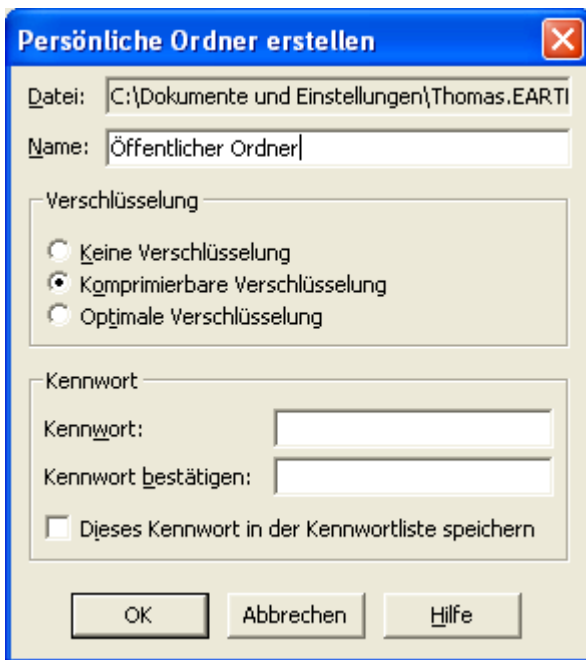 Persönliche Ordner erstellen
Datei: C:\Dokumente und Einstellungen\Thomas.EARTI
Name: Öffentlicher Ordner
Verschlüsselung
Keine Verschlüsselung
Komprimierbare Verschlüsselung
Optimale Verschlüsselung
Kennwort
Kennwort:
Kennwort bestätigen:
Dieses Kennwort in der Kennwortliste speichern
OK Abbrechen Hilfe